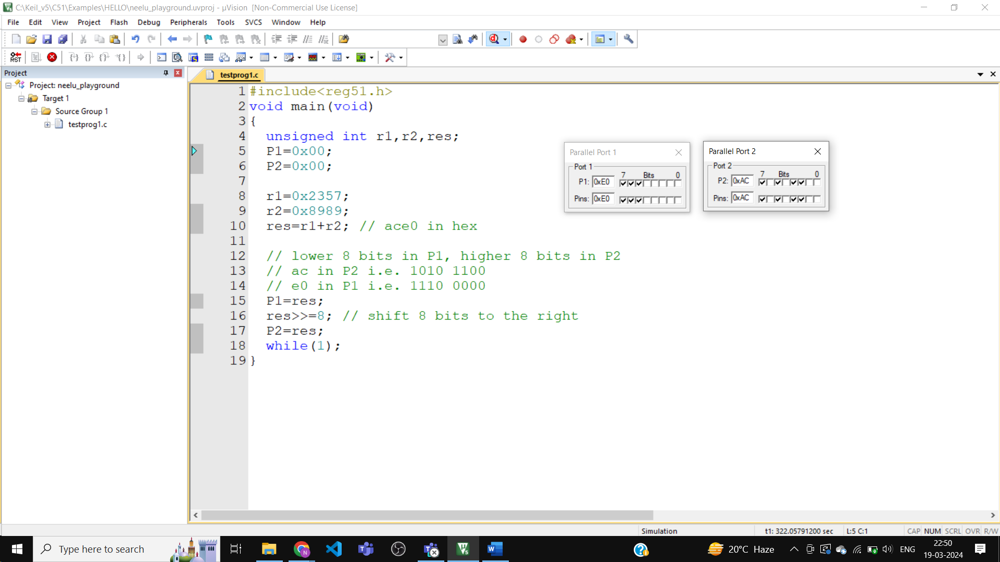 C:\Keil_v5\C51\Examples\HELLO\neelu_playground.uvproj - µVision  [Non-Commercial Use License]
File Edit View Project Flash Debug Peripherals Tools SVCS Window Help
RST
Project
testprog1.c
Project: neelu_playground
Target 1
Source Group 1
testprog1.c
1 #include<reg51.h>
2 void main(void)
3 {
4   unsigned int r1,r2,res;
5   P1=0x00;
6   P2=0x00;
7
8   r1=0x2357;
9   r2=0x8989;
10   res=r1+r2; // ace0 in hex
11
12   // lower 8 bits in P1, higher 8 bits in P2
13   // ac in P2 i.e. 1010 1100
14   // e0 in P1 i.e. 1110 0000
15   P1=res;
16   res>>=8; // shift 8 bits to the right
17   P2=res;
18   while(1);
19 }
Parallel Port 1
Port 1
7 Bits 0
P1: 0xE0
Pins: 0xE0
Parallel Port 2
Port 2
7 Bits 0
P2: 0xAC
Pins: 0xAC
Simulation t1: 322.05791200 sec L:5 C:1 CAP NUM SCRL OVR R/W
Type here to search
20°C Haze
ENG
22:50
19-03-2024